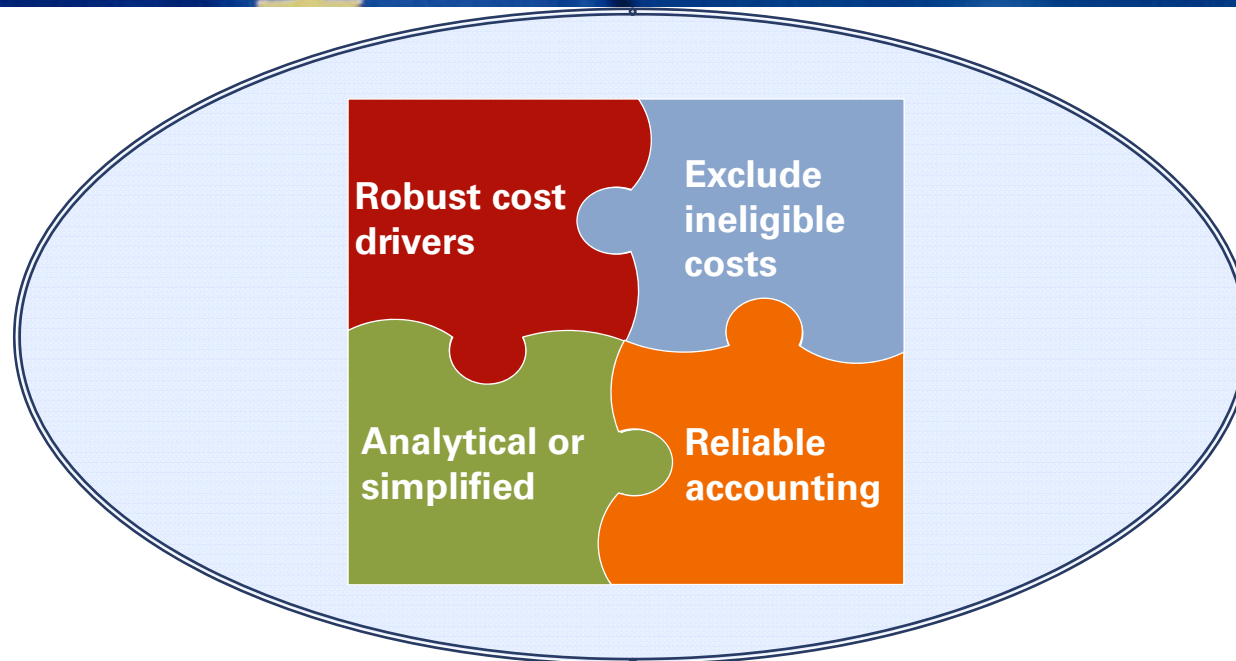 Robust cost
drivers
Exclude
ineligible
costs
Analytical or
simplified
Reliable
accounting